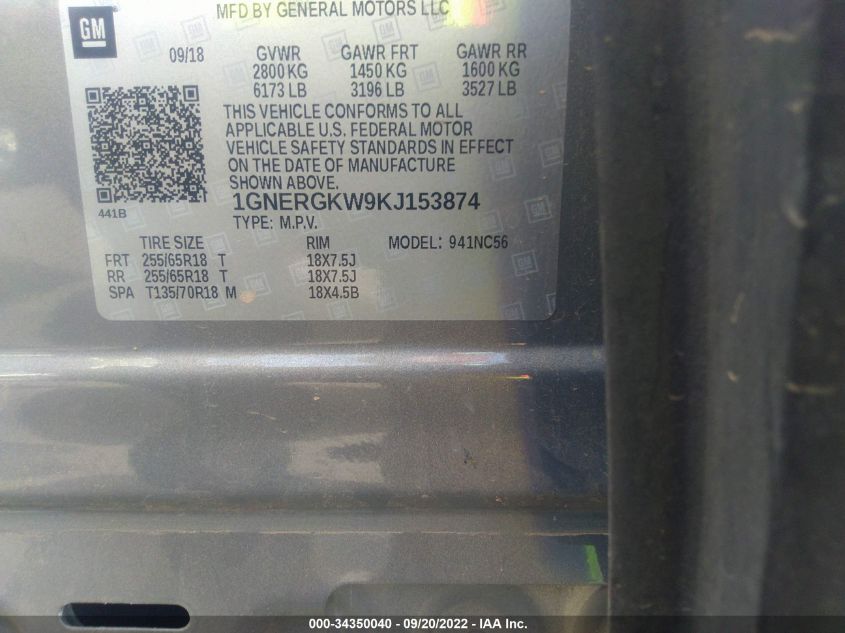 MFD BY GENERAL MOTORS LLC
GM
09/18 GVWR GAWR FRT GAWR RR
2800 KG 1450 KG 1600 KG
6173 LB 3196 LB 3527 LB
THIS VEHICLE CONFORMS TO ALL
APPLICABLE U.S. FEDERAL MOTOR
VEHICLE SAFETY STANDARDS IN EFFECT
ON THE DATE OF MANUFACTURE
SHOWN ABOVE.
441B
1GNERGKW9KJ153874
TYPE: M.P.V.
TIRE SIZE RIM MODEL: 941NC56
FRT 255/65R18 T 18X7.5J
RR 255/65R18 T 18X7.5J
SPA T135/70R18 M 18X4.5B
000-34350040 - 09/20/2022 - IAA Inc.